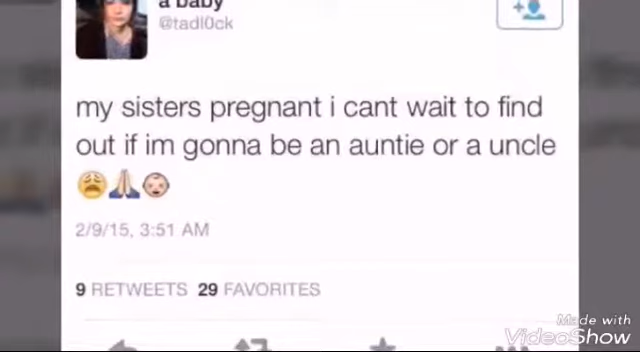 a baby
@tadl0ck
my sisters pregnant i cant wait to find
out if im gonna be an auntie or a uncle
😩🙏👶
2/9/15, 3:51 AM
9 RETWEETS 29 FAVORITES
Made with
VideoShow